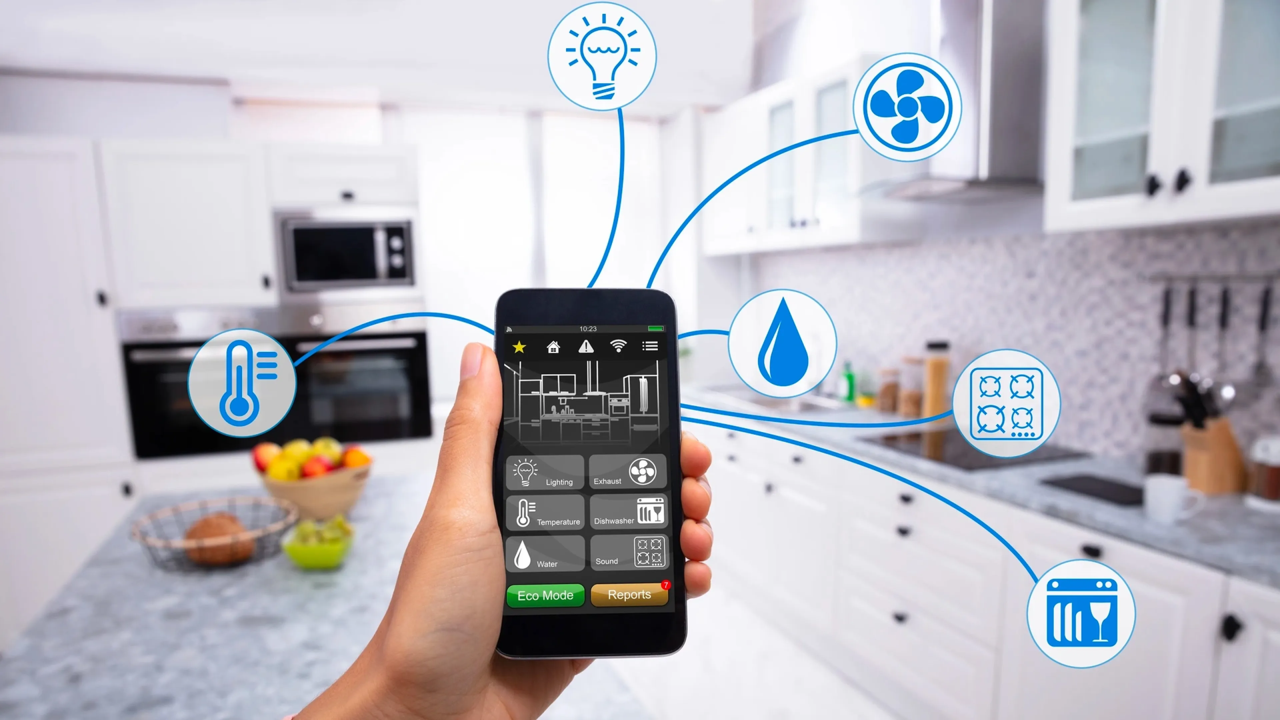 10:23
Lighting
Exhaust
Temperature
Dishwasher
Water
Sound
Eco Mode
Reports
7